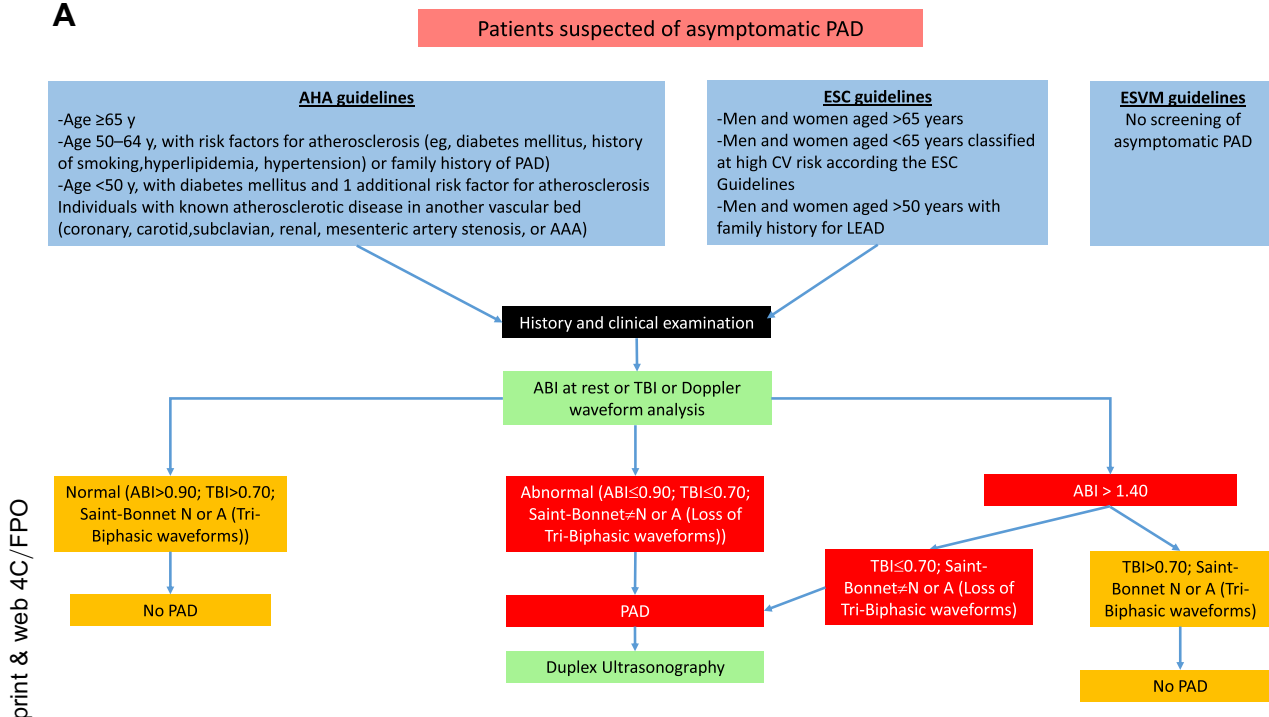 A
Patients suspected of asymptomatic PAD
AHA guidelines
-Age ≥65 y
-Age 50–64 y, with risk factors for atherosclerosis (eg, diabetes mellitus, history
of smoking,hyperlipidemia, hypertension) or family history of PAD)
-Age <50 y, with diabetes mellitus and 1 additional risk factor for atherosclerosis
Individuals with known atherosclerotic disease in another vascular bed
(coronary, carotid,subclavian, renal, mesenteric artery stenosis, or AAA)
ESC guidelines
-Men and women aged >65 years
-Men and women aged <65 years classified
at high CV risk according the ESC
Guidelines
-Men and women aged >50 years with
family history for LEAD
ESVM guidelines
No screening of
asymptomatic PAD
History and clinical examination
ABI at rest or TBI or Doppler
waveform analysis
Normal (ABI>0.90; TBI>0.70;
Saint-Bonnet N or A (Tri-
Biphasic waveforms))
No PAD
Abnormal (ABI≤0.90; TBI≤0.70;
Saint-Bonnet≠N or A (Loss of
Tri-Biphasic waveforms))
PAD
Duplex Ultrasonography
ABI > 1.40
TBI≤0.70; Saint-
Bonnet≠N or A (Loss of
Tri-Biphasic waveforms)
TBI>0.70; Saint-
Bonnet N or A (Tri-
Biphasic waveforms)
No PAD
print & web 4C/FPO